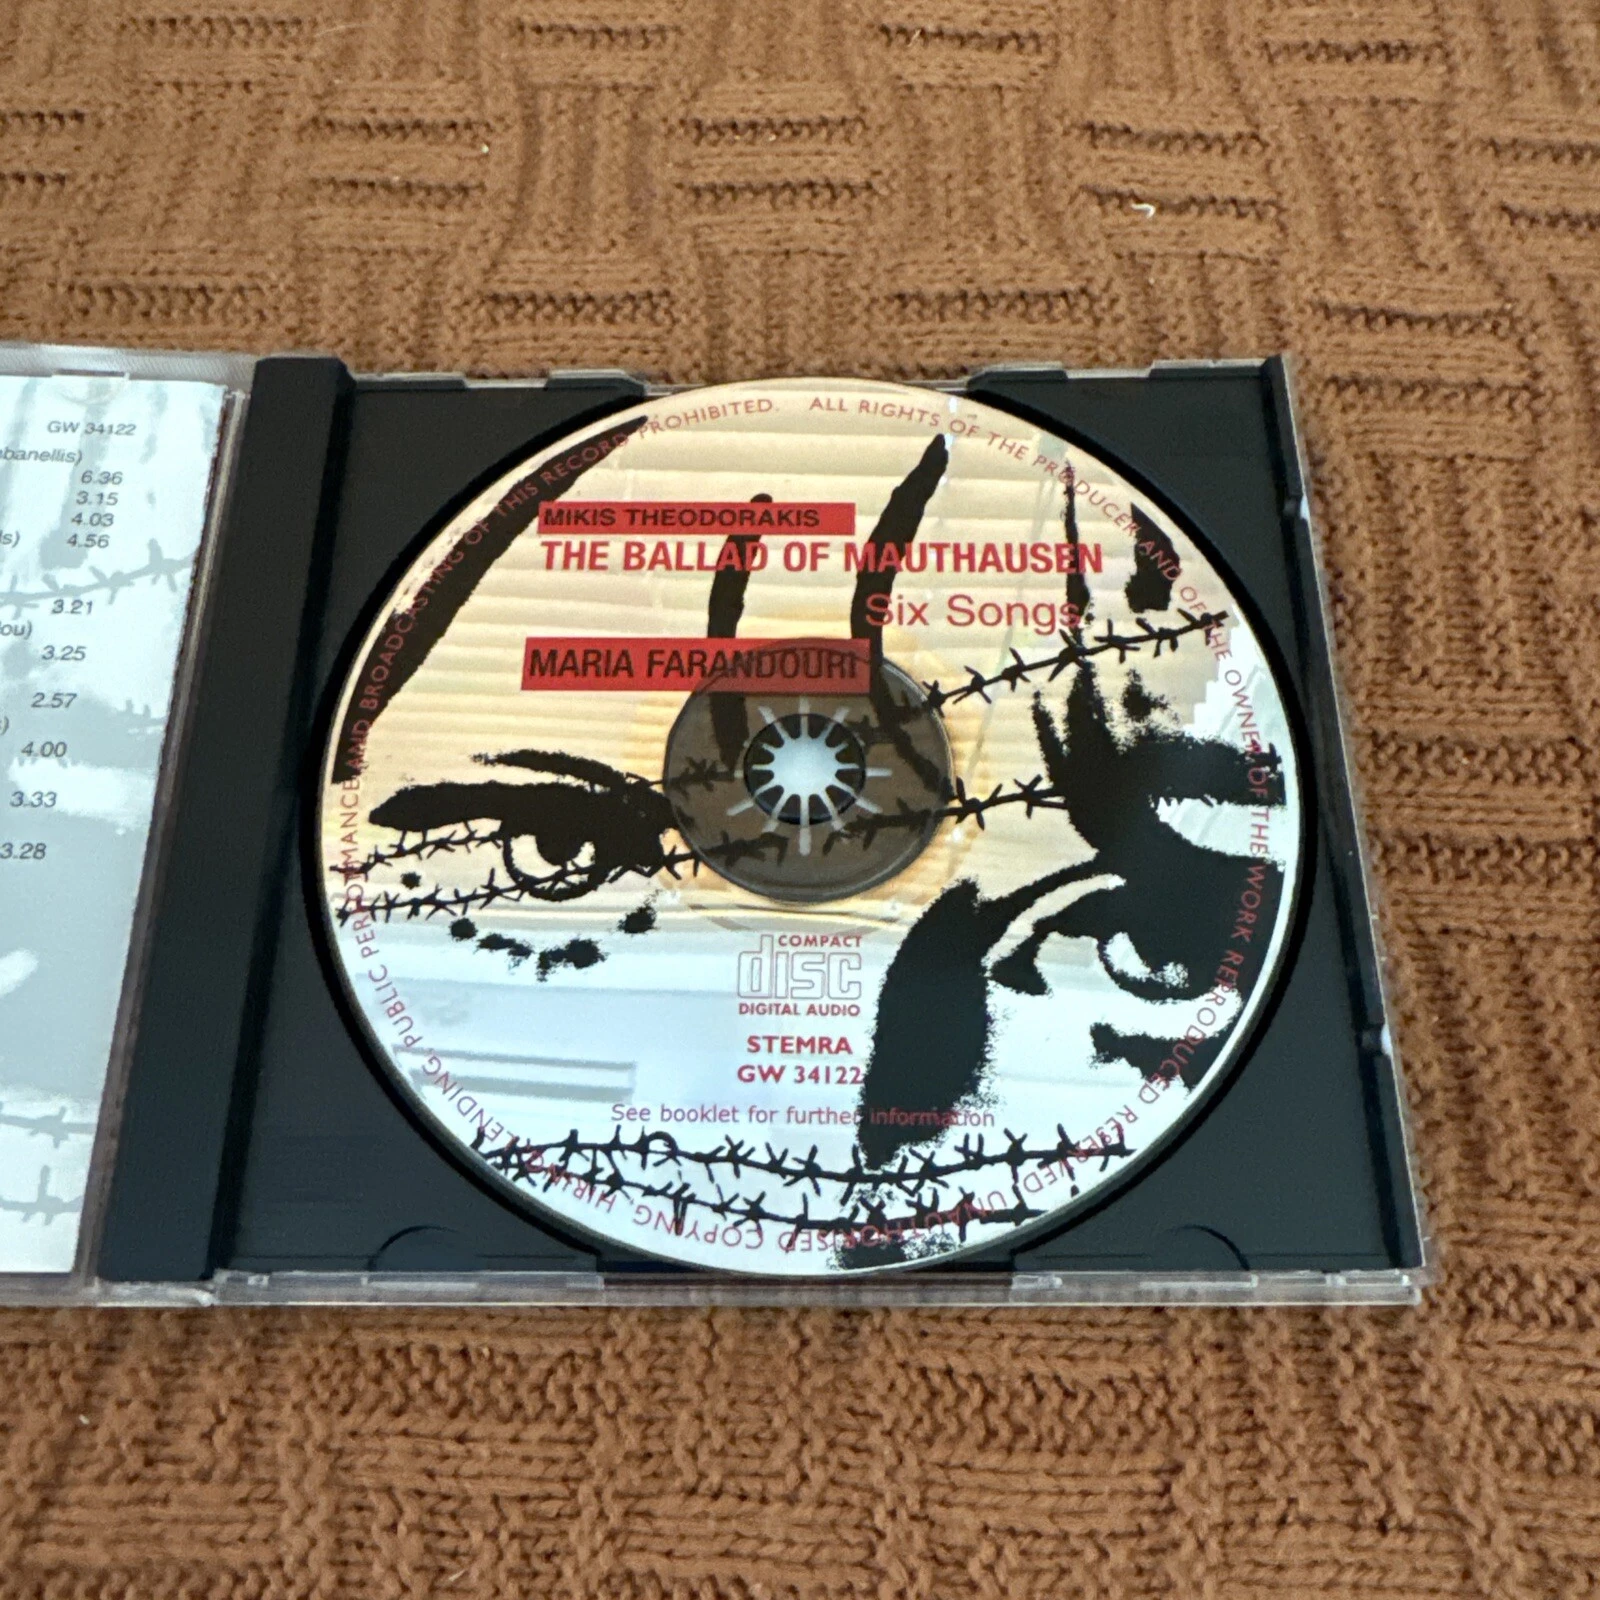 GW 34122
banellis)
6.36
3.15
4.03
s) 4.56
3.21
ou)
3.25
2.57
)
4.00
3.33
3.28
MIKIS THEODORAKIS
THE BALLAD OF MAUTHAUSEN
Six Songs
MARIA FARANDOURI
COMPACT
disc
DIGITAL AUDIO
STEMRA
GW 34122
See booklet for further information
ALL RIGHTS OF THE PRODUCER AND OF THE OWNER OF THE WORK REPRODUCED RESERVED. UNAUTHORISED COPYING, HIRING, LENDING, PUBLIC PERFORMANCE AND BROADCASTING OF THIS RECORD PROHIBITED.